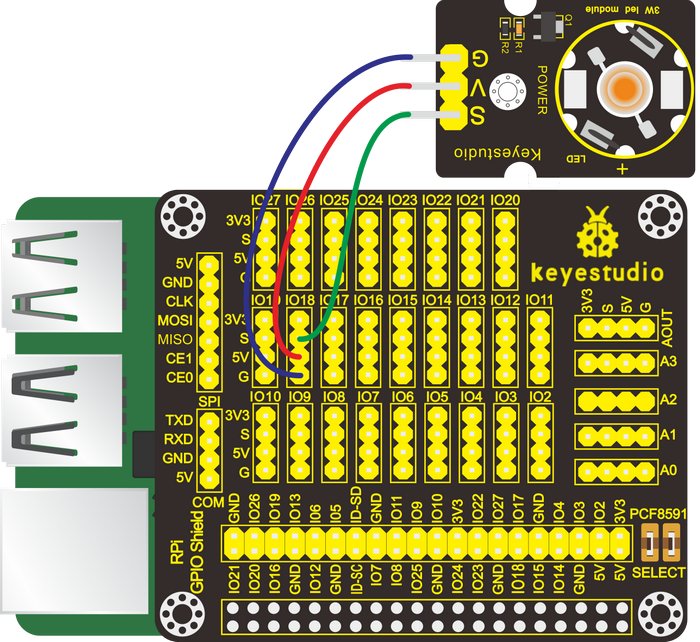 3W led module
Q1
R2
R1
G
V
S
POWER
LED
+
Keyestudio
IO27 IO26 IO25 IO24 IO23 IO22 IO21 IO20
3V3
S
5V
G
keyestudio
5V
GND
CLK
MOSI
MISO
CE1
CE0
SPI
IO18 IO17 IO16 IO15 IO14 IO13 IO12 IO11
3V3
S
5V
G
3V3 S 5V G
AOUT
A3
A2
A1
A0
IO10 IO9 IO8 IO7 IO6 IO5 IO4 IO3 IO2
3V3
S
5V
G
TXD
RXD
GND
5V
COM
RPi
GPIO Shield
GND IO26 IO19 IO13 IO6 IO5 ID-SD GND IO11 IO9 IO10 3V3 IO22 IO27 IO17 GND IO4 IO3 IO2 3V3
IO21 IO20 IO16 GND IO12 GND ID-SC IO7 IO8 IO25 GND IO24 IO23 GND IO18 IO15 IO14 GND 5V 5V
PCF8591
SELECT